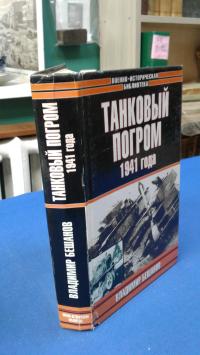 ВОЕННО-ИСТОРИЧЕСКАЯ
БИБЛИОТЕКА
ТАНКОВЫЙ
ПОГРОМ
1941 года
ВЛАДИМИР БЕШАНОВ
ТАНКОВЫЙ ПОГРОМ
1941 года
ВЛАДИМИР БЕШАНОВ